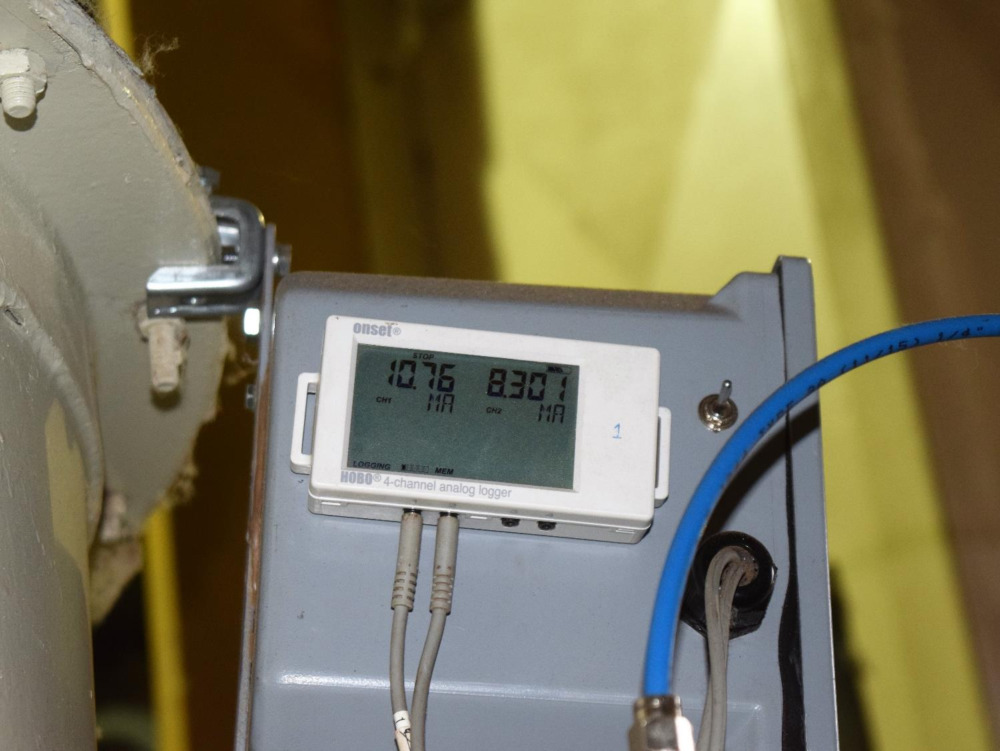 onset®
STOP
10.76 8.301
CH1 MA CH2 MA
LOGGING MEM
HOBO® 4-channel analog logger
1
1 2 3 4
1/4"